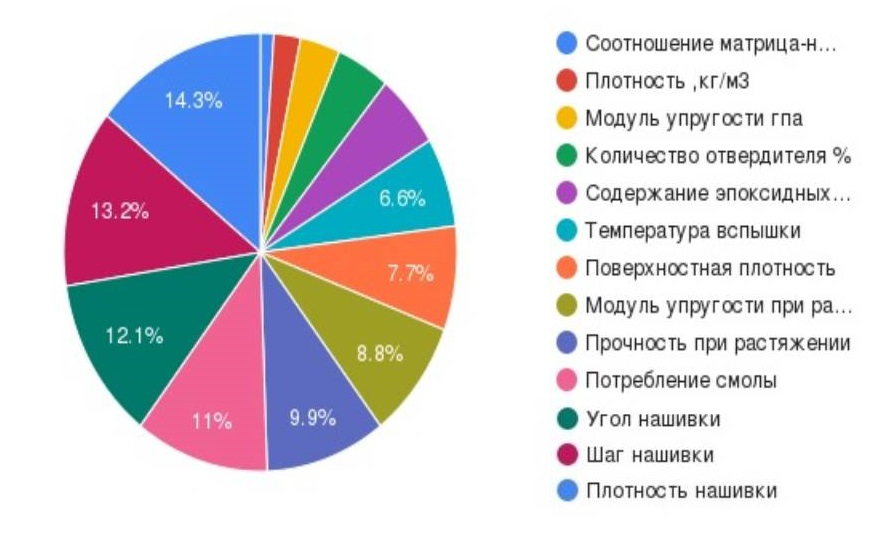 14.3%
13.2%
12.1%
11%
9.9%
8.8%
7.7%
6.6%
Соотношение матрица-н...
Плотность ,кг/м3
Модуль упругости гпа
Количество отвердителя %
Содержание эпоксидных...
Температура вспышки
Поверхностная плотность
Модуль упругости при ра...
Прочность при растяжении
Потребление смолы
Угол нашивки
Шаг нашивки
Плотность нашивки